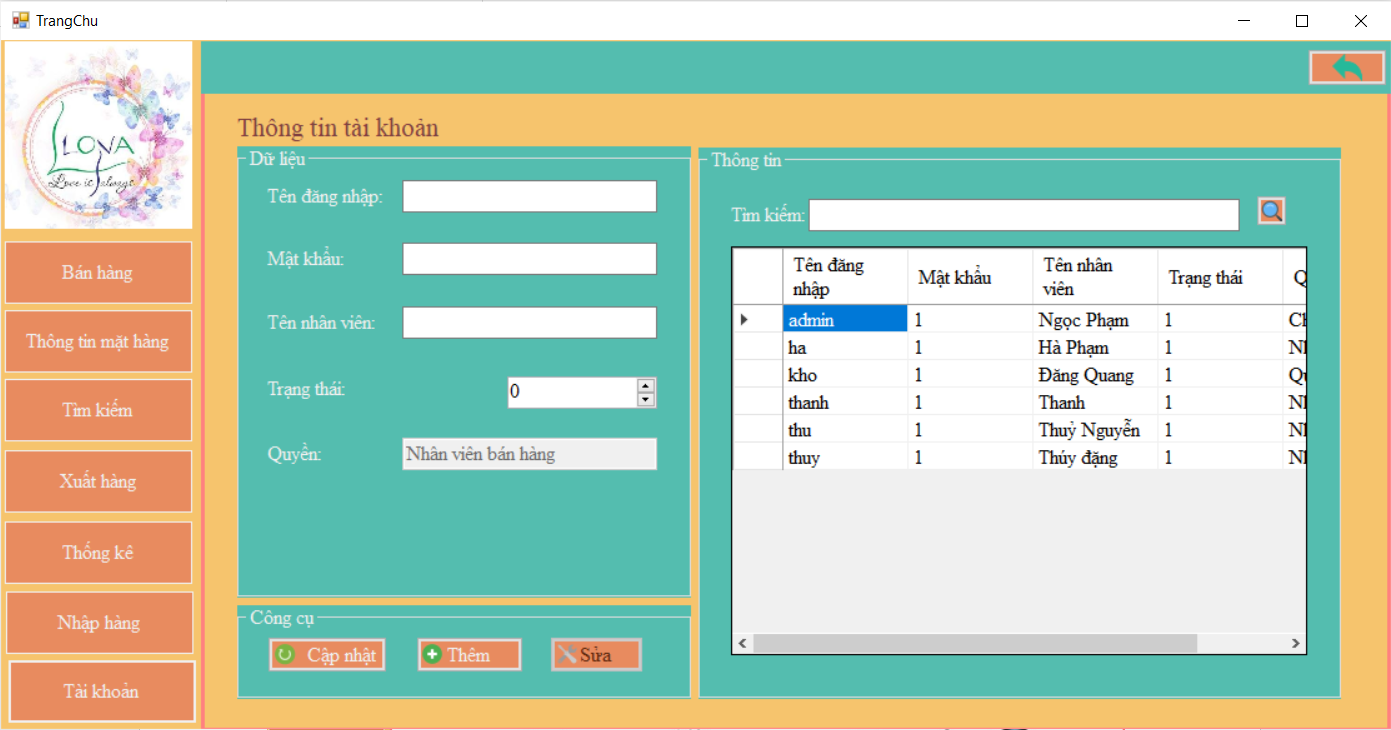 TrangChu
LOVA
Love is always
Bán hàng
Thông tin mặt hàng
Tìm kiếm
Xuất hàng
Thống kê
Nhập hàng
Tài khoản
Thông tin tài khoản
Dữ liệu
Tên đăng nhập:
Mật khẩu:
Tên nhân viên:
Trạng thái:
0
Quyền:
Nhân viên bán hàng
Công cụ
Cập nhật
Thêm
Sửa
Thông tin
Tìm kiếm:
Tên đăng nhập Mật khẩu Tên nhân viên Trạng thái
admin 1 Ngọc Phạm 1
ha 1 Hà Phạm 1
kho 1 Đăng Quang 1
thanh 1 Thanh 1
thu 1 Thuỷ Nguyễn 1
thuy 1 Thúy đặng 1